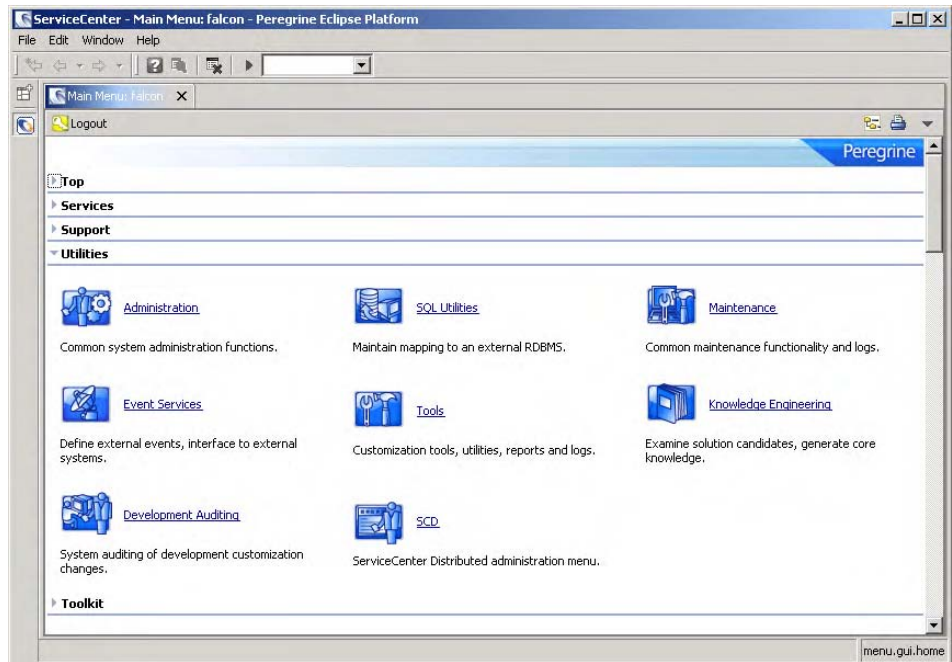 ServiceCenter - Main Menu: falcon - Peregrine Eclipse Platform
File Edit Window Help
Main Menu: falcon
Logout
Peregrine
Top
Services
Support
Utilities
Administration
Common system administration functions.
SQL Utilities
Maintain mapping to an external RDBMS.
Maintenance
Common maintenance functionality and logs.
Event Services
Define external events, interface to external
systems.
Tools
Customization tools, utilities, reports and logs.
Knowledge Engineering
Examine solution candidates, generate core
knowledge.
Development Auditing
System auditing of development customization
changes.
SCD
ServiceCenter Distributed administration menu.
Toolkit
menu.gui.home